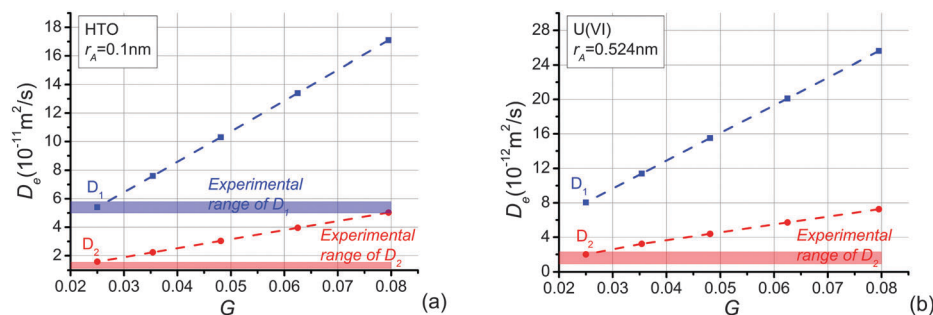 HTO
r_A=0.1nm
D_e(10^-11 m^2/s)
18
16
14
12
10
8
6
4
2
D_1
Experimental
range of D_1
D_2
Experimental
range of D_2
0.02 0.03 0.04 0.05 0.06 0.07 0.08
G
(a)
U(VI)
r_A=0.524nm
D_e(10^-12 m^2/s)
28
24
20
16
12
8
4
0
D_1
D_2
Experimental
range of D_2
0.02 0.03 0.04 0.05 0.06 0.07 0.08
G
(b)